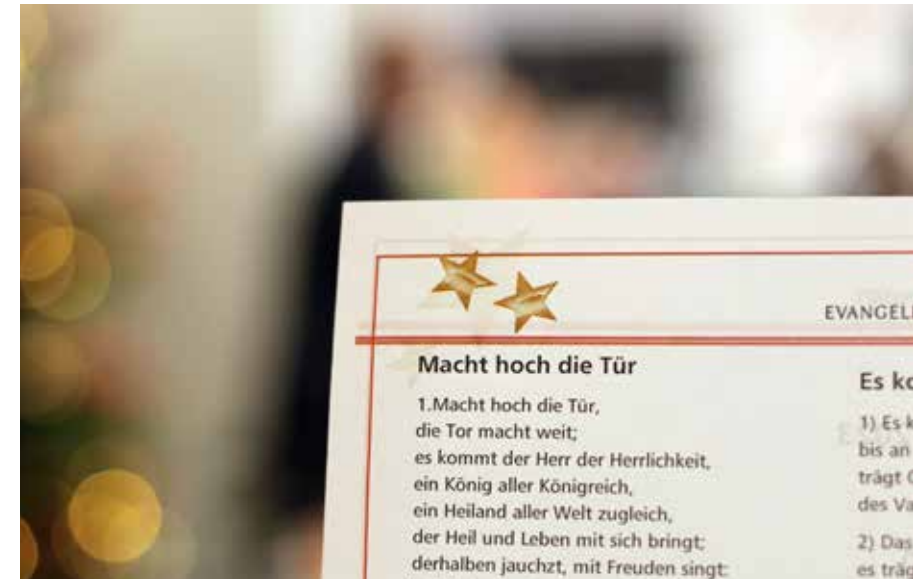 EVANGELI
Macht hoch die Tür
1.Macht hoch die Tür,
die Tor macht weit;
es kommt der Herr der Herrlichkeit,
ein König aller Königreich,
ein Heiland aller Welt zugleich,
der Heil und Leben mit sich bringt;
derhalben jauchzt, mit Freuden singt:
Es ko
1) Es k
bis an
trägt G
des Va
2) Das
es träg